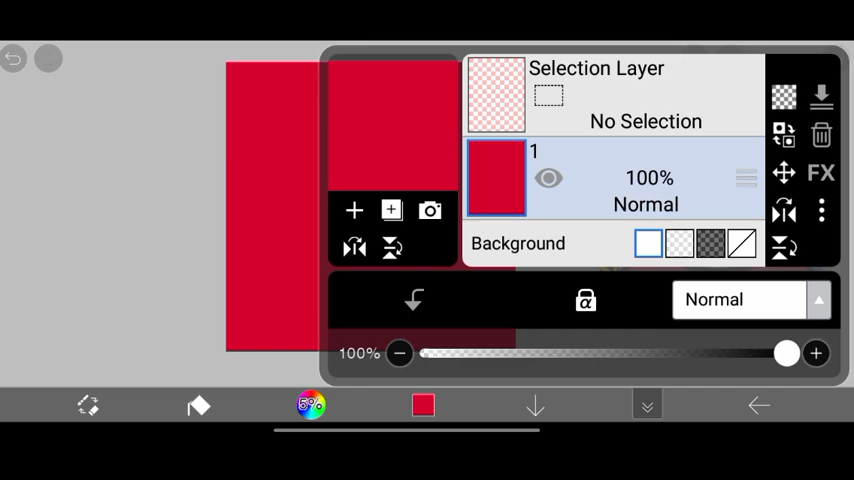 Selection Layer
No Selection
1
100%
Normal
FX
Background
α
Normal
100%
5%